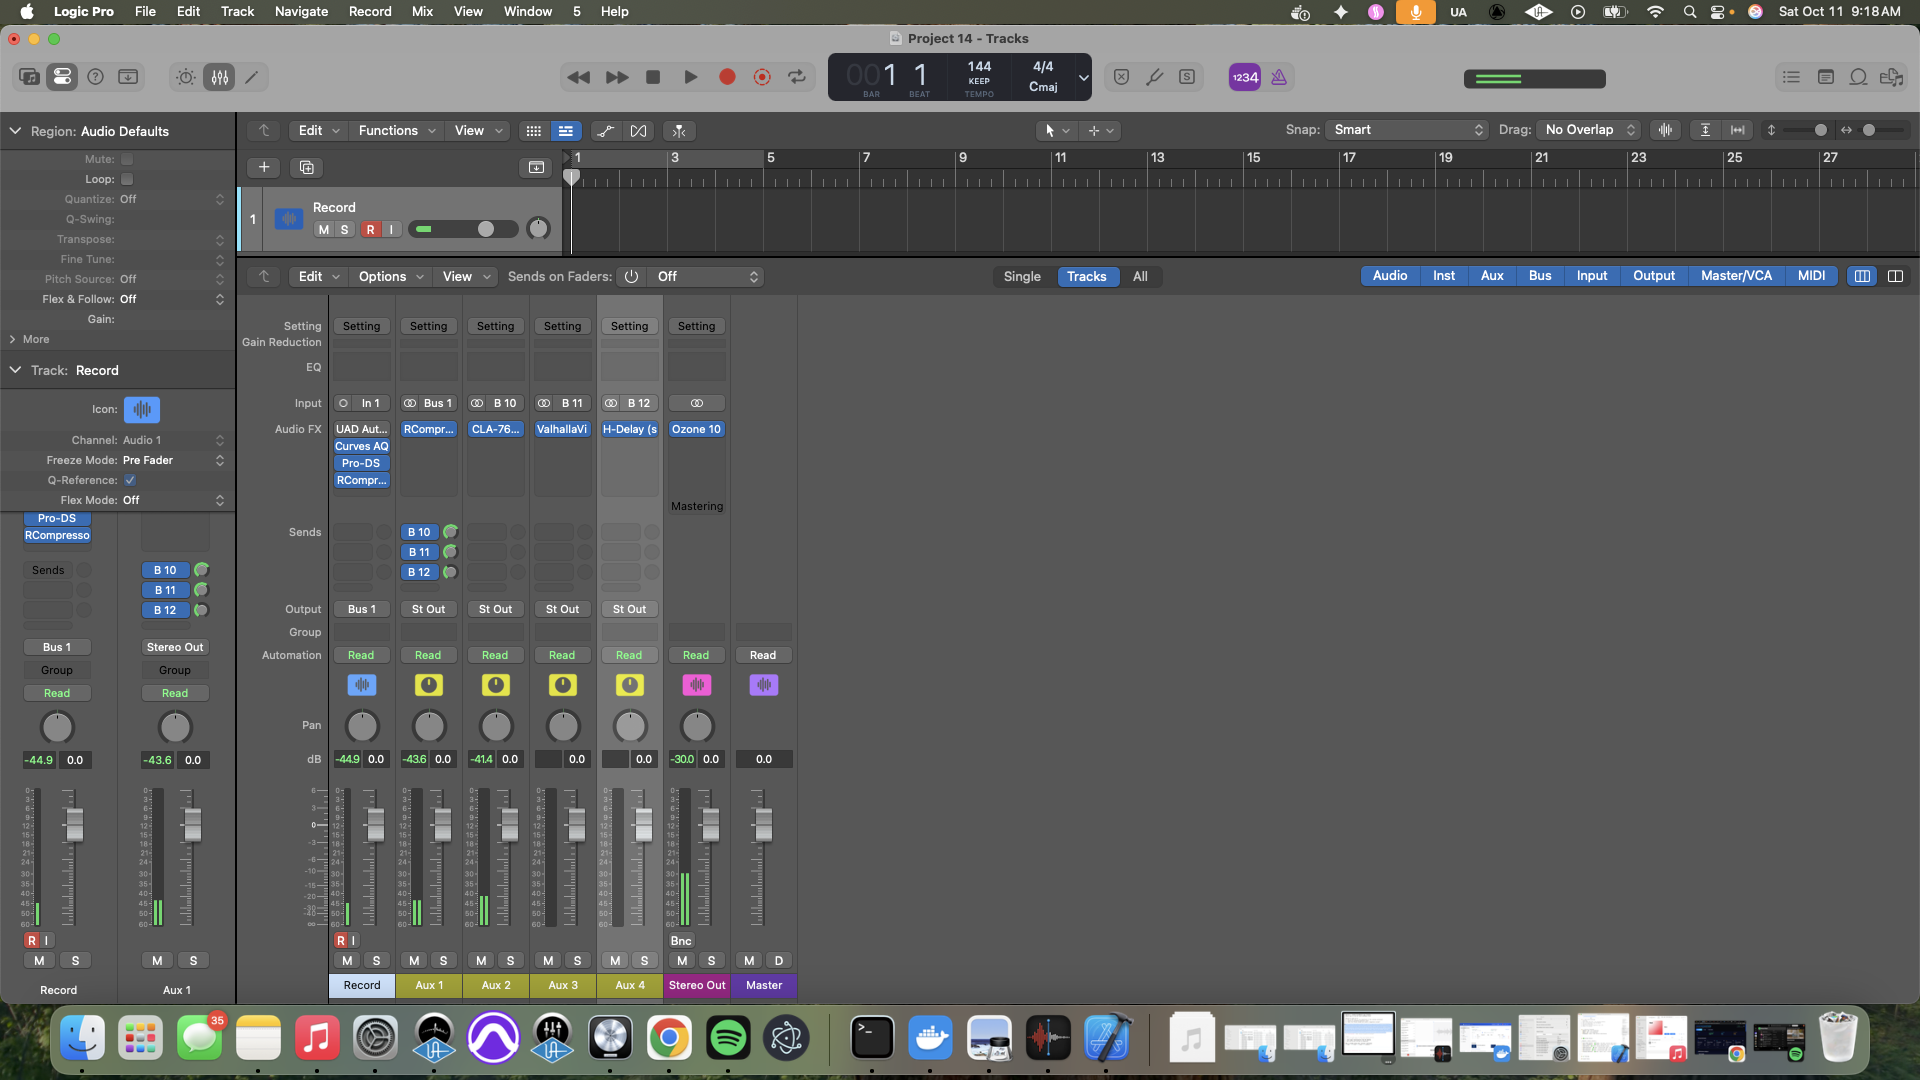 Logic Pro File Edit Track Navigate Record Mix View Window 5 Help UA Sat Oct 11 9:18 AM
Project 14 - Tracks
001 1 144 KEEP 4/4 Cmaj
BAR BEAT TEMPO
S 1234
Region: Audio Defaults
Mute:
Loop:
Quantize: Off
Q-Swing:
Transpose:
Fine Tune:
Pitch Source: Off
Flex & Follow: Off
Gain:
More
Track: Record
Icon:
Channel: Audio 1
Freeze Mode: Pre Fader
Q-Reference:
Flex Mode: Off
Pro-DS
RCompresso
Sends B 10
B 11
B 12
Bus 1 Stereo Out
Group Group
Read Read
-44.9 0.0 -43.6 0.0
R I
M S M S
Record Aux 1
Edit Functions View Snap: Smart Drag: No Overlap
1 3 5 7 9 11 13 15 17 19 21 23 25 27
1 Record
M S R I
Edit Options View Sends on Faders: Off Single Tracks All Audio Inst Aux Bus Input Output Master/VCA MIDI
Setting Setting Setting Setting Setting Setting Setting
Gain Reduction
EQ
Input In 1 Bus 1 B 10 B 11 B 12
Audio FX UAD Aut... RCompr... CLA-76... ValhallaVi H-Delay (s Ozone 10
Curves AQ
Pro-DS
RCompr...
Mastering
Sends B 10
B 11
B 12
Output Bus 1 St Out St Out St Out St Out
Group
Automation Read Read Read Read Read Read Read
Pan
dB -44.9 0.0 -43.6 0.0 -41.4 0.0 0.0 0.0 -30.0 0.0 0.0
R I Bnc
M S M S M S M S M S M S M D
Record Aux 1 Aux 2 Aux 3 Aux 4 Stereo Out Master
35